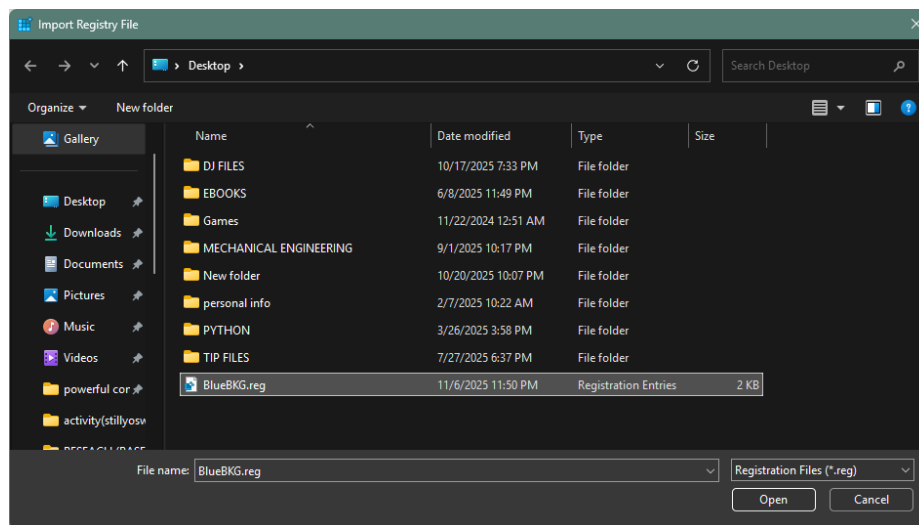 Import Registry File
Desktop
Search Desktop
Organize New folder
Gallery
Desktop
Downloads
Documents
Pictures
Music
Videos
powerful cor
activity(stillyosw
Name Date modified Type Size
DJ FILES 10/17/2025 7:33 PM File folder
EBOOKS 6/8/2025 11:49 PM File folder
Games 11/22/2024 12:51 AM File folder
MECHANICAL ENGINEERING 9/1/2025 10:17 PM File folder
New folder 10/20/2025 10:07 PM File folder
personal info 2/7/2025 10:22 AM File folder
PYTHON 3/26/2025 3:58 PM File folder
TIP FILES 7/27/2025 6:37 PM File folder
BlueBKG.reg 11/6/2025 11:50 PM Registration Entries 2 KB
File name: BlueBKG.reg Registration Files (*.reg)
Open Cancel